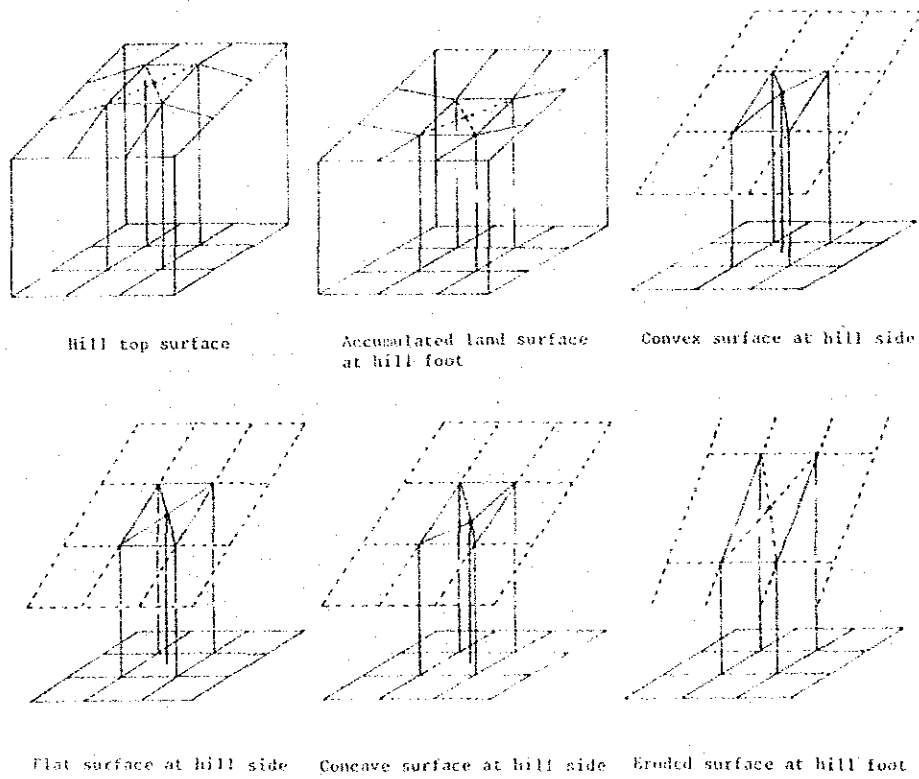 Hill top surface
Accumulated land surface
at hill foot
Convex surface at hill side
Flat surface at hill side
Concave surface at hill side
Eroded surface at hill foot